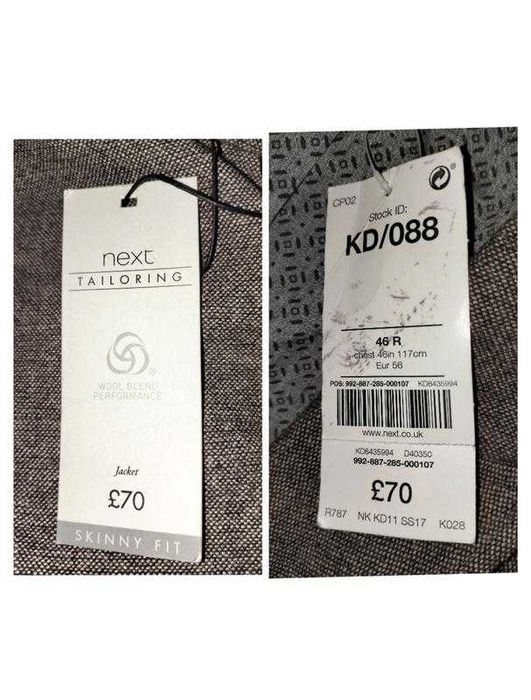 next
TAILORING
WOOL BLEND
PERFORMANCE
Jacket
£70
SKINNY FIT
CP02
Stock ID:
KD/088
46 R
chest 46in 117cm
Eur 56
POS: 992-887-285-000107 KD8435994
www.next.co.uk
KD8435994 D40350
992-887-285-000107
£70
R787 NK KD11 SS17 K028